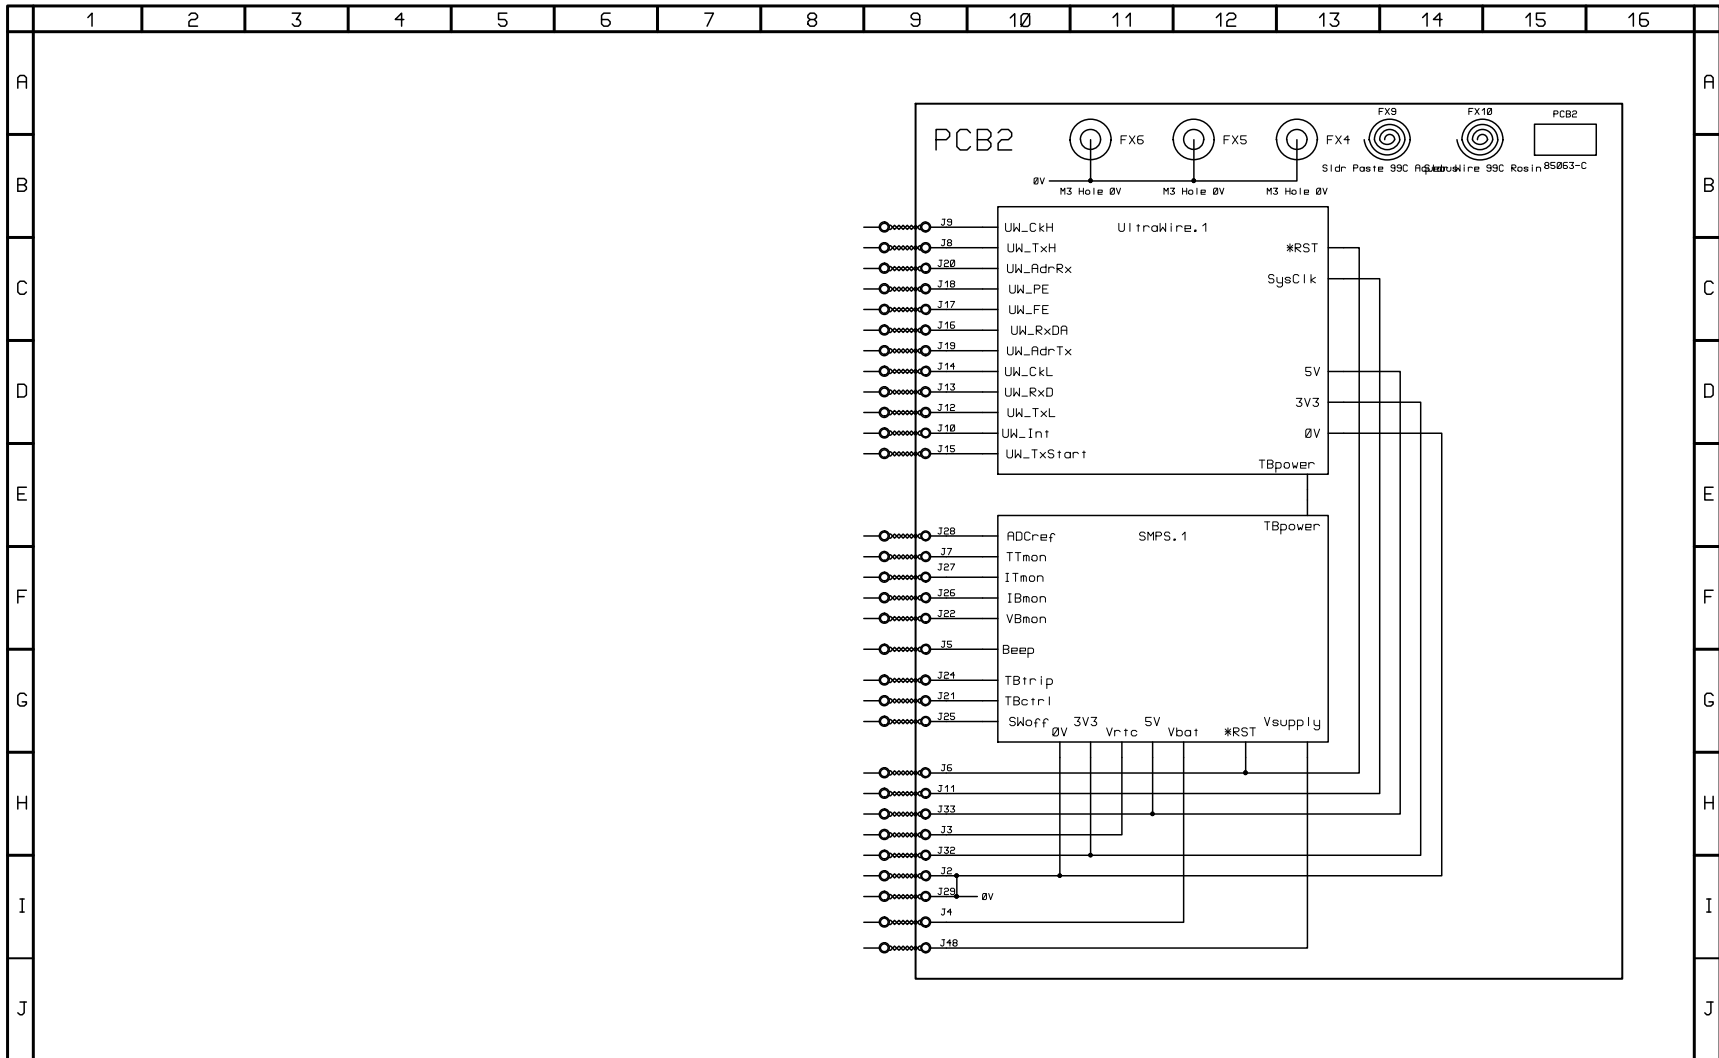 1 2 3 4 5 6 7 8 9 10 11 12 13 14 15 16
A A
FX9 FX10 PCB2
PCB2 FX6 FX5 FX4
Sldr Paste 99C Wire 99C Rosin 85063-C
B B
0V M3 Hole 0V M3 Hole 0V M3 Hole 0V
J9 UW_CkH UltraWire.1
J8 UW_TxH *RST
J20 UW_AdrRx
SysClk
C C
J18 UW_PE
J17 UW_FE
J16 UW_RxDA
J19 UW_AdrTx
J14 UW_CkL 5V
D D
J13 UW_RxD
3V3
J12 UW_TxL
J10 UW_Int 0V
J15 UW_TxStart
TBpower
E E
TBpower
J28 ADCref SMPS.1
J7 TTmon
J27 ITmon
F F
J26 IBmon
J22 VBmon
J5 Beep
J24 TBtrip
G G
J21 TBctrl
J25 SWoff 3V3 5V Vsupply
0V Vrtc Vbat *RST
J6
J11
H H
J33
J3
J32
J2
J29 0V
I I
J4
J48
J J